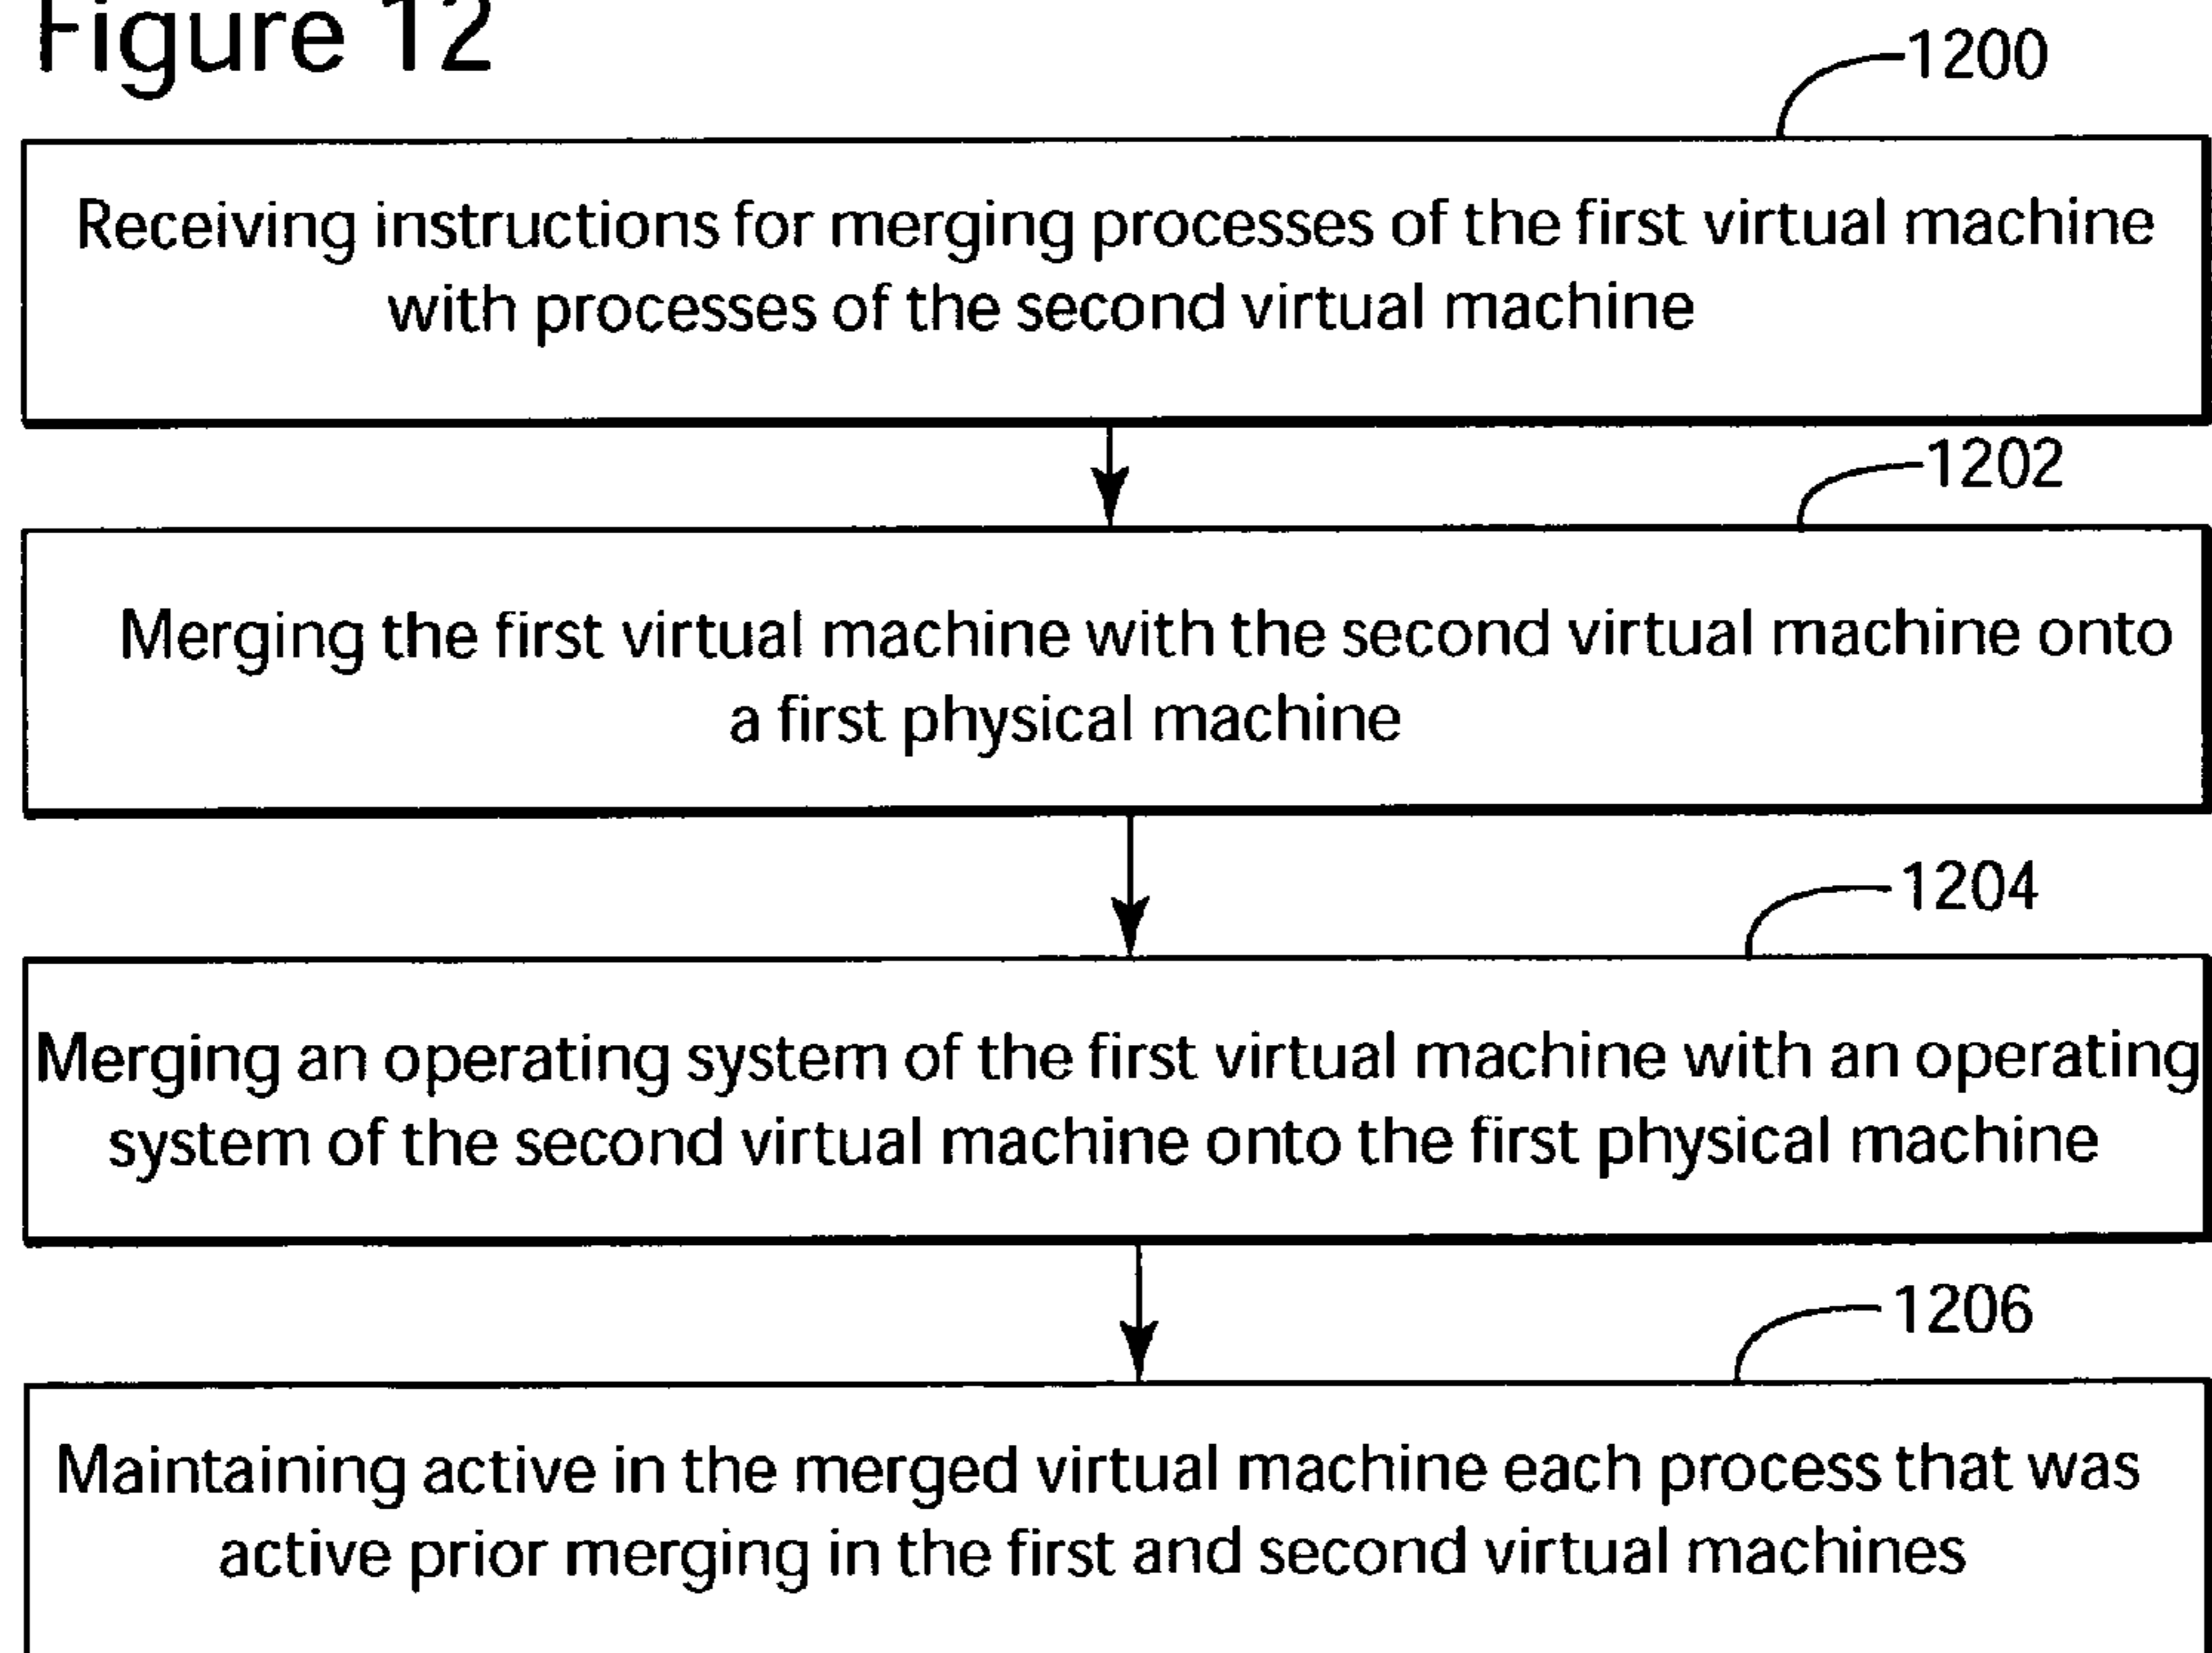 Figure 12
1200
Receiving instructions for merging processes of the first virtual machine
with processes of the second virtual machine
1202
Merging the first virtual machine with the second virtual machine onto
a first physical machine
1204
Merging an operating system of the first virtual machine with an operating
system of the second virtual machine onto the first physical machine
1206
Maintaining active in the merged virtual machine each process that was
active prior merging in the first and second virtual machines